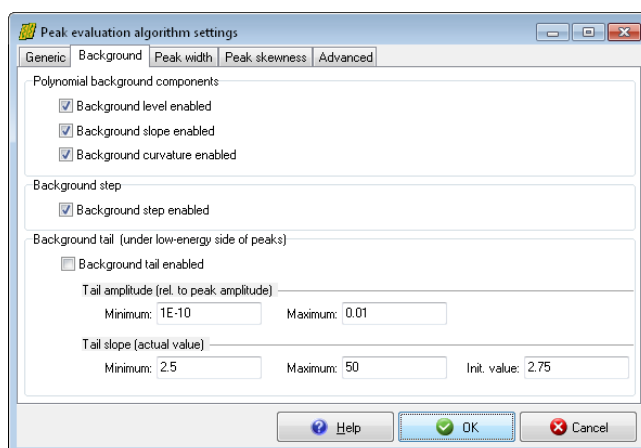 Peak evaluation algorithm settings
Generic Background Peak width Peak skewness Advanced
Polynomial background components
Background level enabled
Background slope enabled
Background curvature enabled
Background step
Background step enabled
Background tail (under low-energy side of peaks)
Background tail enabled
Tail amplitude (rel. to peak amplitude)
Minimum: 1E-10 Maximum: 0.01
Tail slope (actual value)
Minimum: 2.5 Maximum: 50 Init. value: 2.75
Help OK Cancel